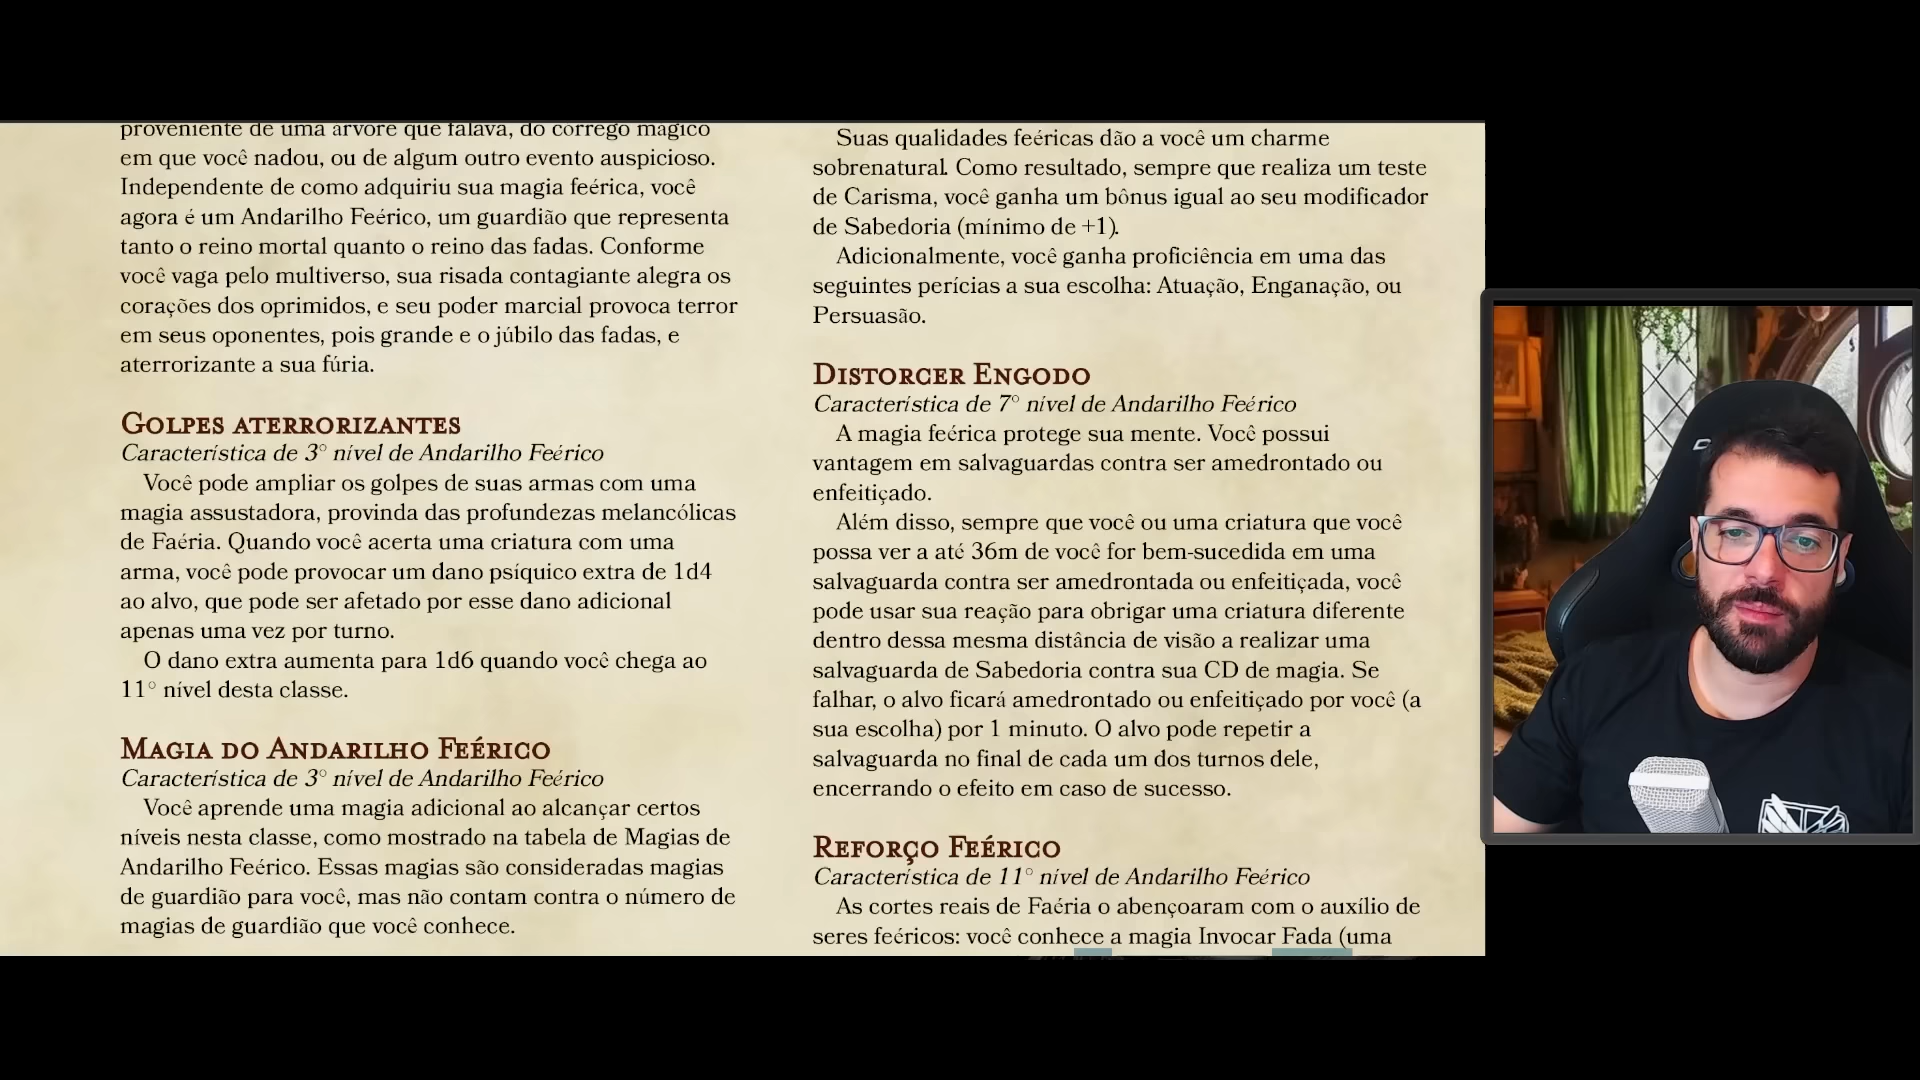 proveniente de uma árvore que falava, do córrego mágico
em que você nadou, ou de algum outro evento auspicioso.
Independente de como adquiriu sua magia feérica, você
agora é um Andarilho Feérico, um guardião que representa
tanto o reino mortal quanto o reino das fadas. Conforme
você vaga pelo multiverso, sua risada contagiante alegra os
corações dos oprimidos, e seu poder marcial provoca terror
em seus oponentes, pois grande e o júbilo das fadas, e
aterrorizante a sua fúria.
GOLPES ATERRORIZANTES
Característica de 3° nível de Andarilho Feérico
Você pode ampliar os golpes de suas armas com uma
magia assustadora, provinda das profundezas melancólicas
de Faéria. Quando você acerta uma criatura com uma
arma, você pode provocar um dano psíquico extra de 1d4
ao alvo, que pode ser afetado por esse dano adicional
apenas uma vez por turno.
O dano extra aumenta para 1d6 quando você chega ao
11° nível desta classe.
MAGIA DO ANDARILHO FEÉRICO
Característica de 3° nível de Andarilho Feérico
Você aprende uma magia adicional ao alcançar certos
níveis nesta classe, como mostrado na tabela de Magias de
Andarilho Feérico. Essas magias são consideradas magias
de guardião para você, mas não contam contra o número de
magias de guardião que você conhece.
Suas qualidades feéricas dão a você um charme
sobrenatural. Como resultado, sempre que realiza um teste
de Carisma, você ganha um bônus igual ao seu modificador
de Sabedoria (mínimo de +1).
Adicionalmente, você ganha proficiência em uma das
seguintes perícias a sua escolha: Atuação, Enganação, ou
Persuasão.
DISTORCER ENGODO
Característica de 7° nível de Andarilho Feérico
A magia feérica protege sua mente. Você possui
vantagem em salvaguardas contra ser amedrontado ou
enfeitiçado.
Além disso, sempre que você ou uma criatura que você
possa ver a até 36m de você for bem-sucedida em uma
salvaguarda contra ser amedrontada ou enfeitiçada, você
pode usar sua reação para obrigar uma criatura diferente
dentro dessa mesma distância de visão a realizar uma
salvaguarda de Sabedoria contra sua CD de magia. Se
falhar, o alvo ficará amedrontado ou enfeitiçado por você (a
sua escolha) por 1 minuto. O alvo pode repetir a
salvaguarda no final de cada um dos turnos dele,
encerrando o efeito em caso de sucesso.
REFORÇO FEÉRICO
Característica de 11° nível de Andarilho Feérico
As cortes reais de Faéria o abençoaram com o auxílio de
seres feéricos: você conhece a magia Invocar Fada (uma